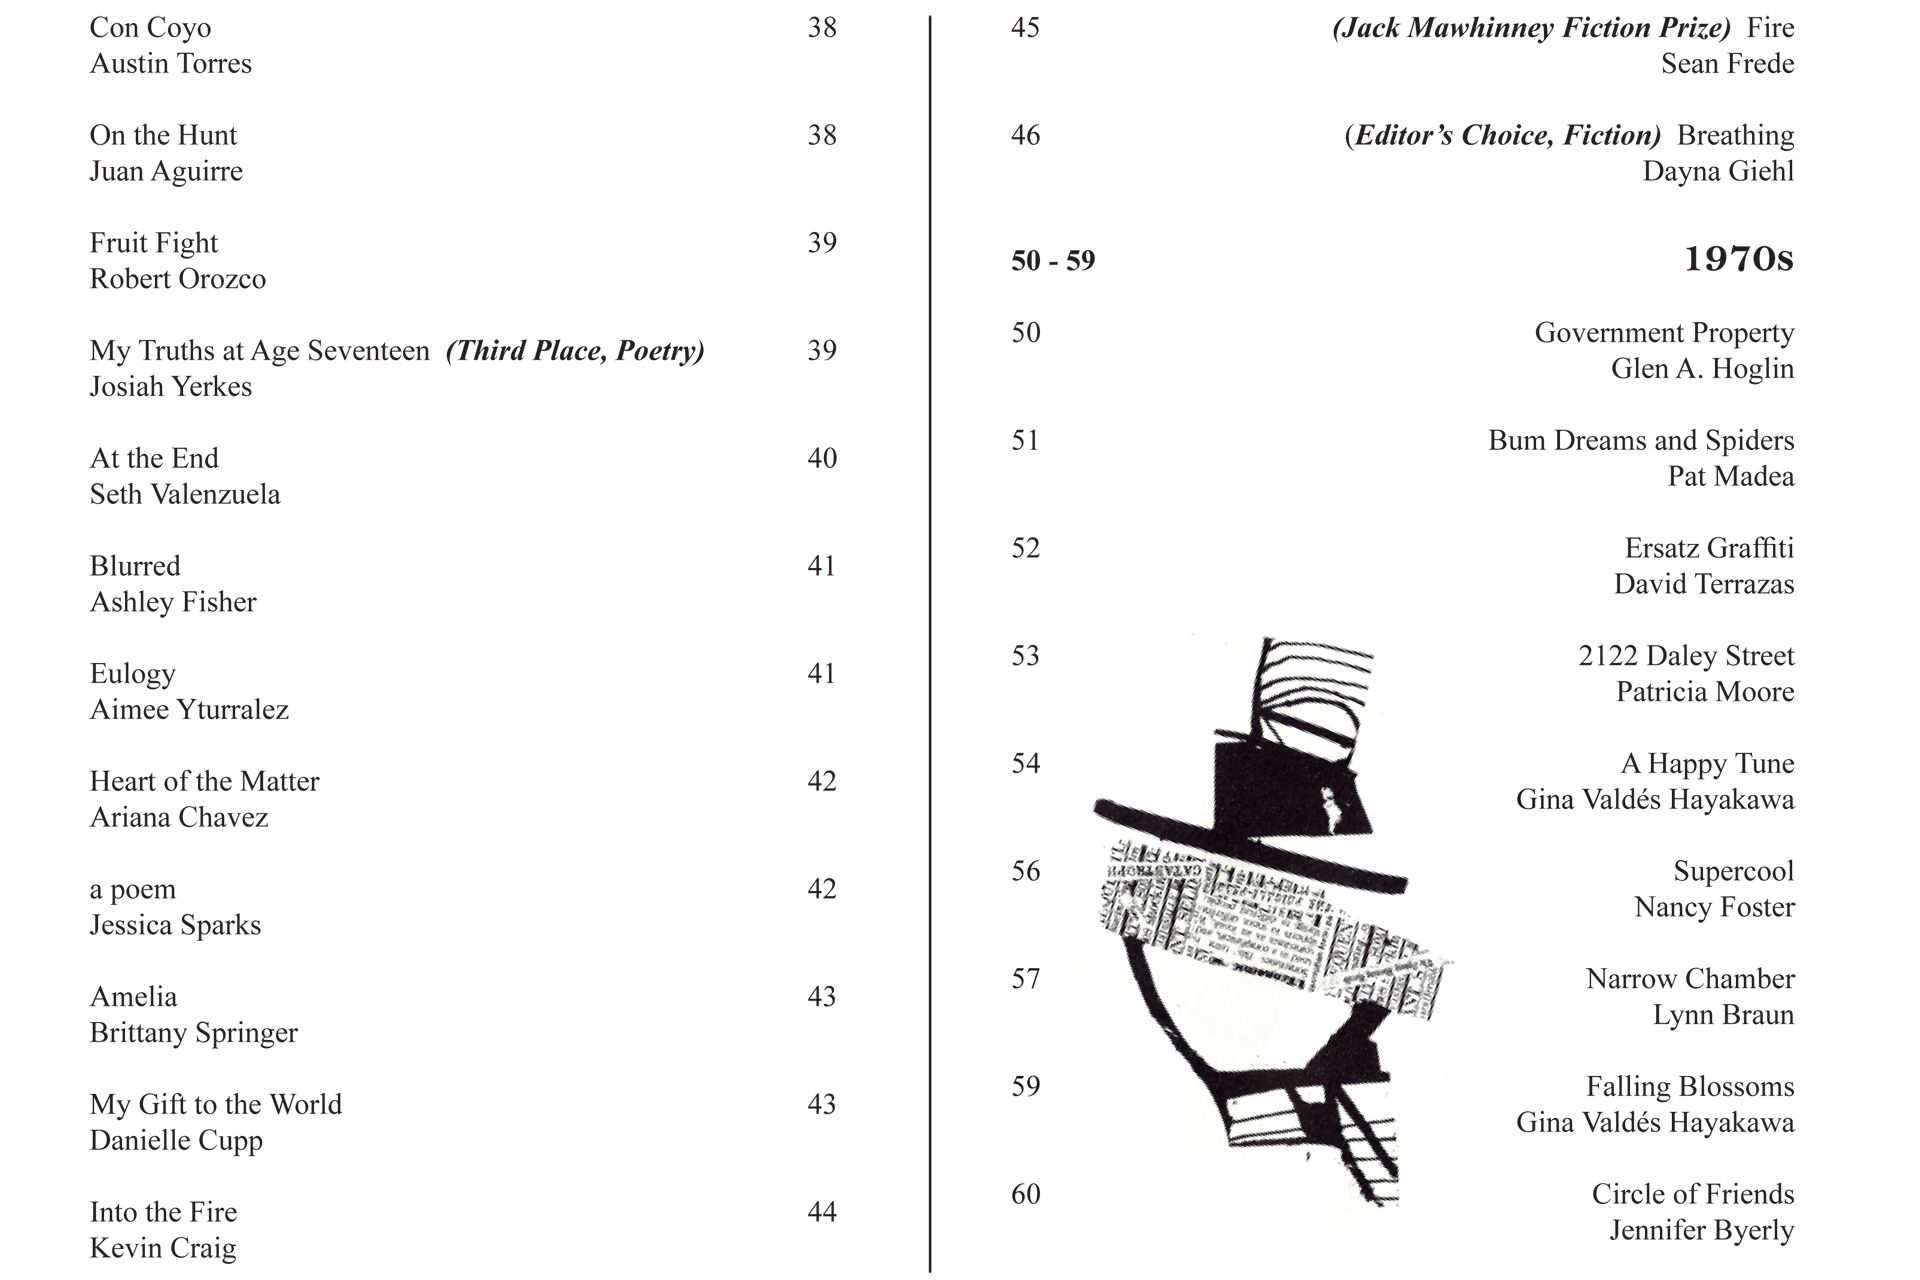 Con Coyo 38
Austin Torres
On the Hunt 38
Juan Aguirre
Fruit Fight 39
Robert Orozco
My Truths at Age Seventeen (Third Place, Poetry) 39
Josiah Yerkes
At the End 40
Seth Valenzuela
Blurred 41
Ashley Fisher
Eulogy 41
Aimee Yturralez
Heart of the Matter 42
Ariana Chavez
a poem 42
Jessica Sparks
Amelia 43
Brittany Springer
My Gift to the World 43
Danielle Cupp
Into the Fire 44
Kevin Craig
45 (Jack Mawhinney Fiction Prize) Fire
Sean Frede
46 (Editor’s Choice, Fiction) Breathing
Dayna Giehl
50 - 59 1970s
50 Government Property
Glen A. Hoglin
51 Bum Dreams and Spiders
Pat Madea
52 Ersatz Graffiti
David Terrazas
53 2122 Daley Street
Patricia Moore
54 A Happy Tune
Gina Valdés Hayakawa
56 Supercool
Nancy Foster
57 Narrow Chamber
Lynn Braun
59 Falling Blossoms
Gina Valdés Hayakawa
60 Circle of Friends
Jennifer Byerly